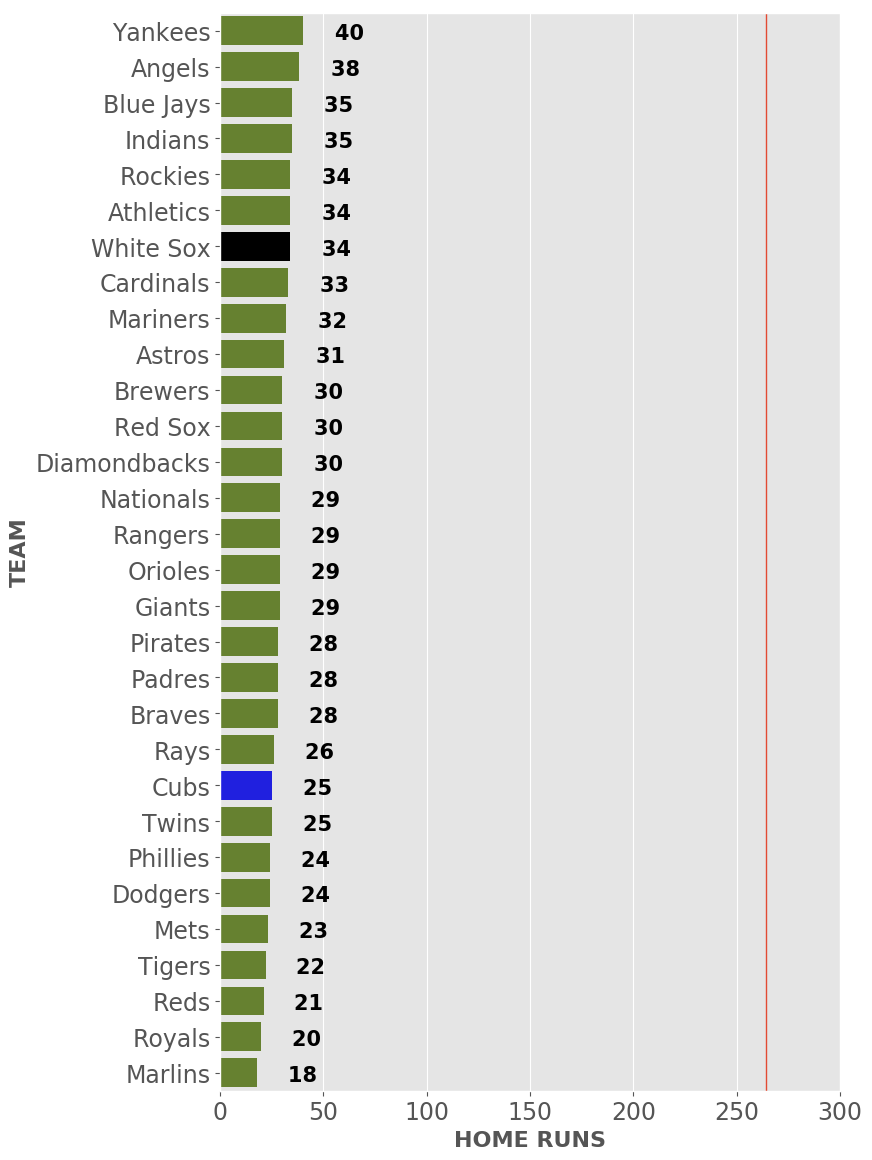 Yankees 40
Angels 38
Blue Jays 35
Indians 35
Rockies 34
Athletics 34
White Sox 34
Cardinals 33
Mariners 32
Astros 31
Brewers 30
Red Sox 30
Diamondbacks 30
Nationals 29
Rangers 29
Orioles 29
Giants 29
Pirates 28
Padres 28
Braves 28
Rays 26
Cubs 25
Twins 25
Phillies 24
Dodgers 24
Mets 23
Tigers 22
Reds 21
Royals 20
Marlins 18
TEAM
0 50 100 150 200 250 300
HOME RUNS